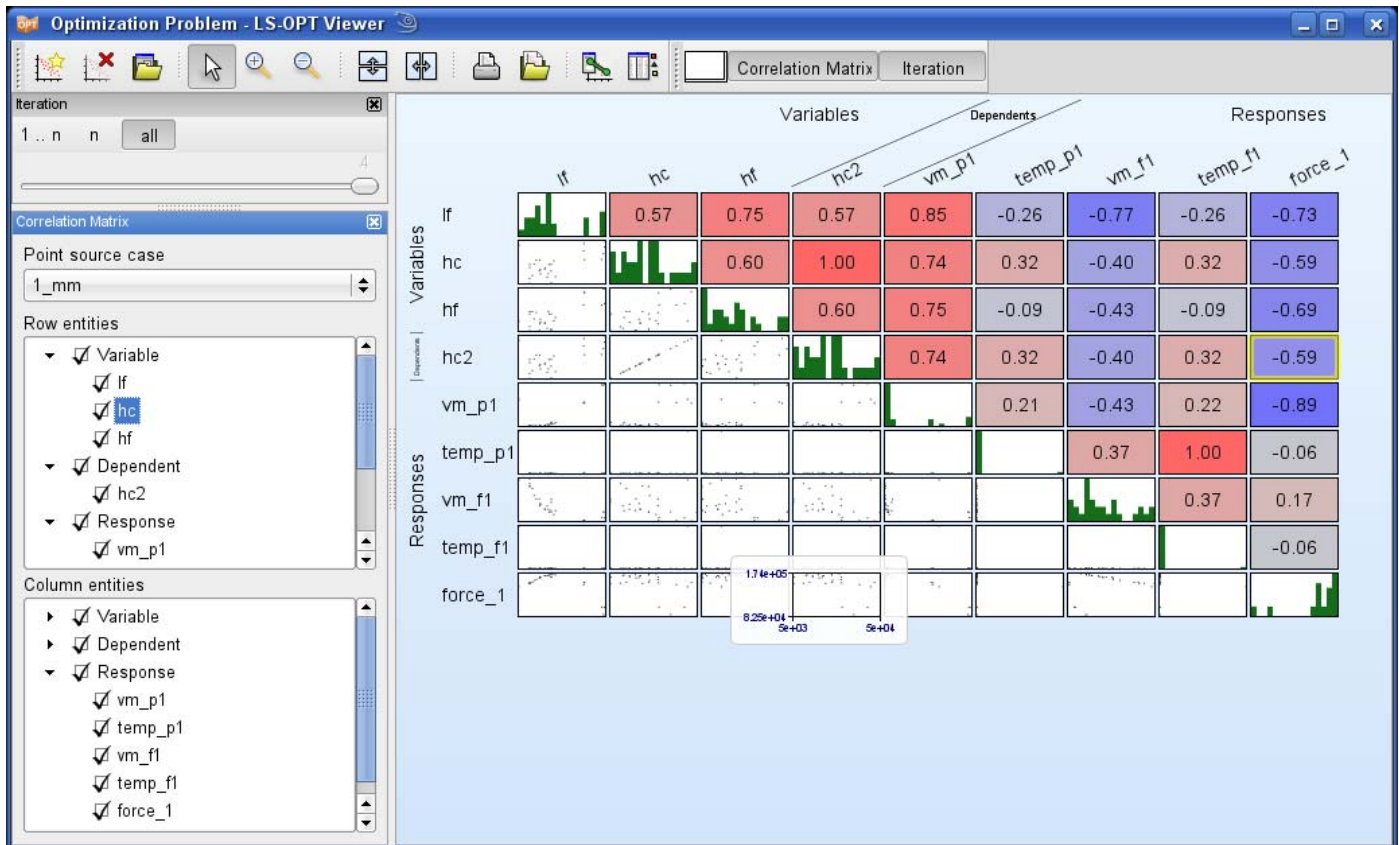 OPT Optimization Problem - LS-OPT Viewer
Correlation Matrix Iteration
Iteration
1 .. n n all
4
Correlation Matrix
Point source case
1_mm
Row entities
Variable
lf
hc
hf
Dependent
hc2
Response
vm_p1
Column entities
Variable
Dependent
Response
vm_p1
temp_p1
vm_f1
temp_f1
force_1
Variables Dependents Responses
lf hc hf hc2 vm_p1 temp_p1 vm_f1 temp_f1 force_1
Variables
Dependents
Responses
lf 0.57 0.75 0.57 0.85 -0.26 -0.77 -0.26 -0.73
hc 0.60 1.00 0.74 0.32 -0.40 0.32 -0.59
hf 0.60 0.75 -0.09 -0.43 -0.09 -0.69
hc2 0.74 0.32 -0.40 0.32 -0.59
vm_p1 0.21 -0.43 0.22 -0.89
temp_p1 0.37 1.00 -0.06
vm_f1 0.37 0.17
temp_f1 -0.06
force_1
1.74e+05
8.25e+04
5e+03 5e+04